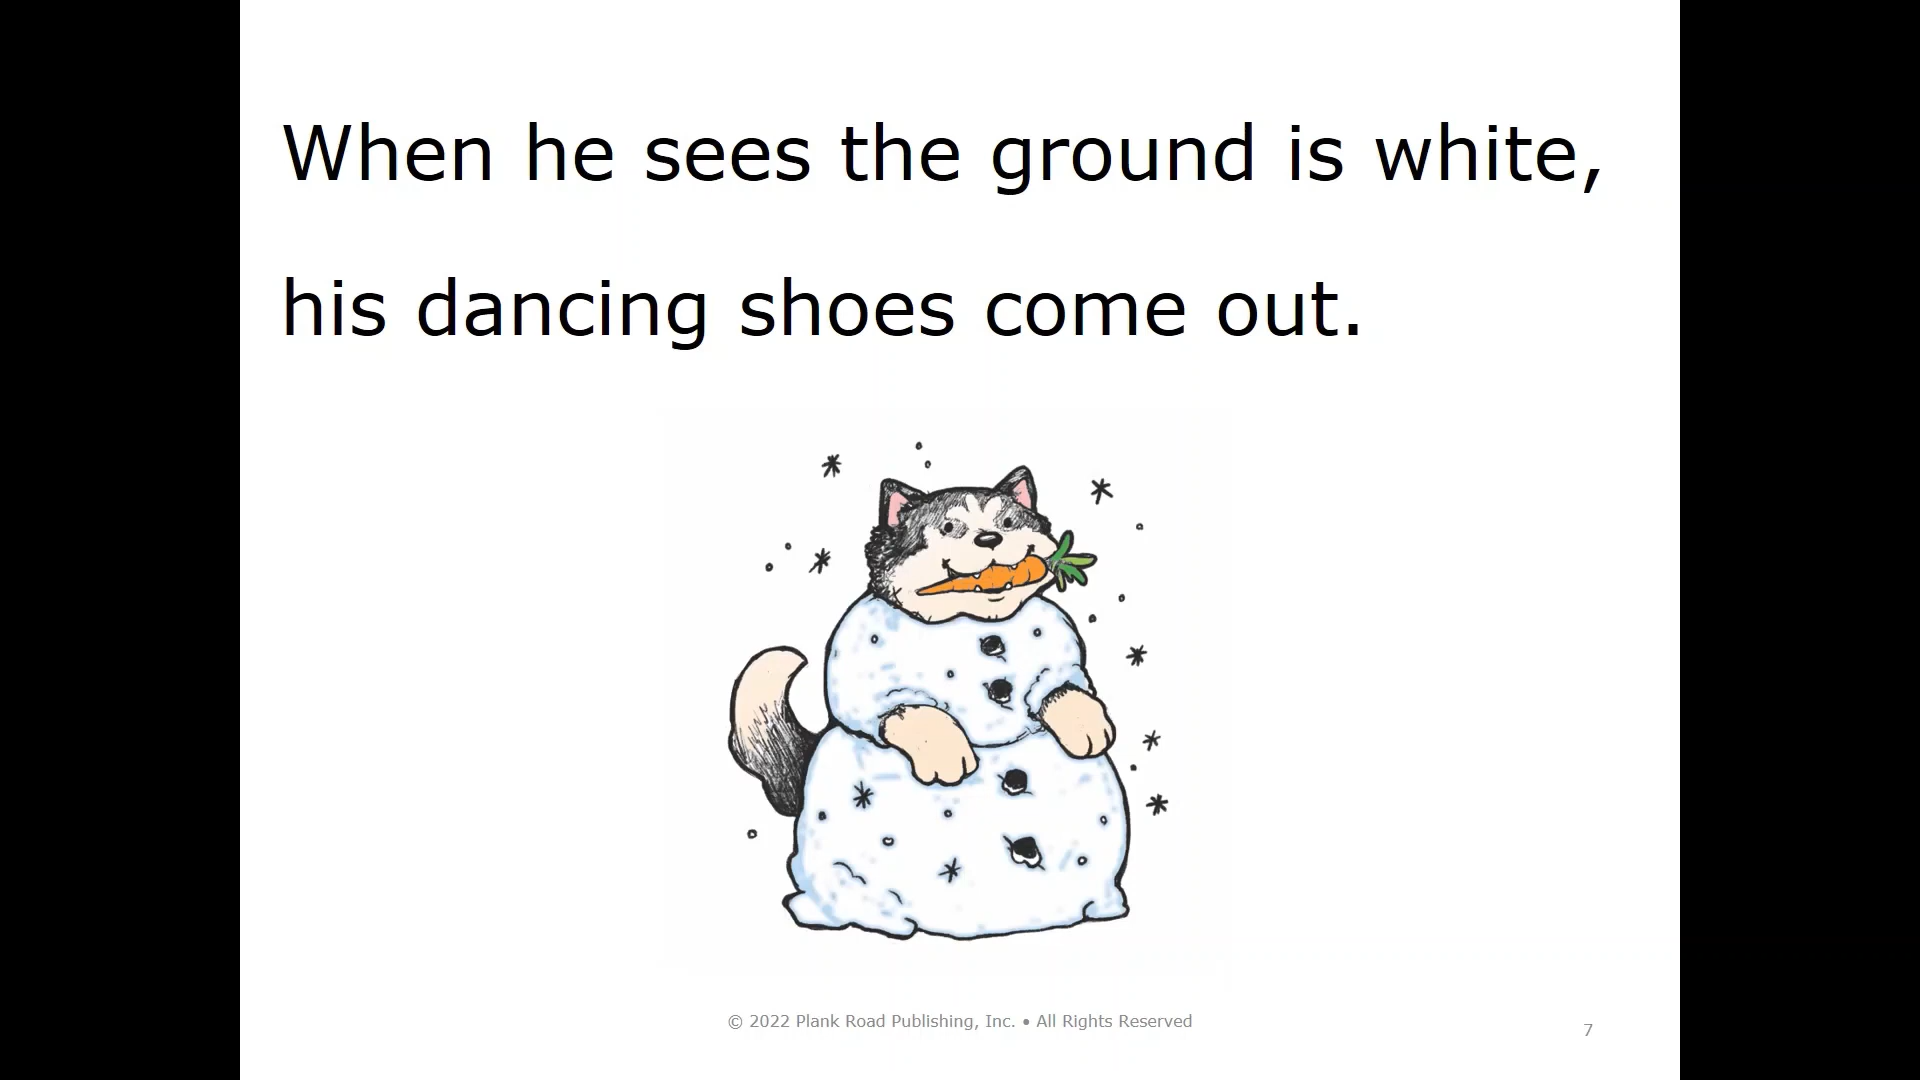 When he sees the ground is white,
his dancing shoes come out.
© 2022 Plank Road Publishing, Inc. • All Rights Reserved
7